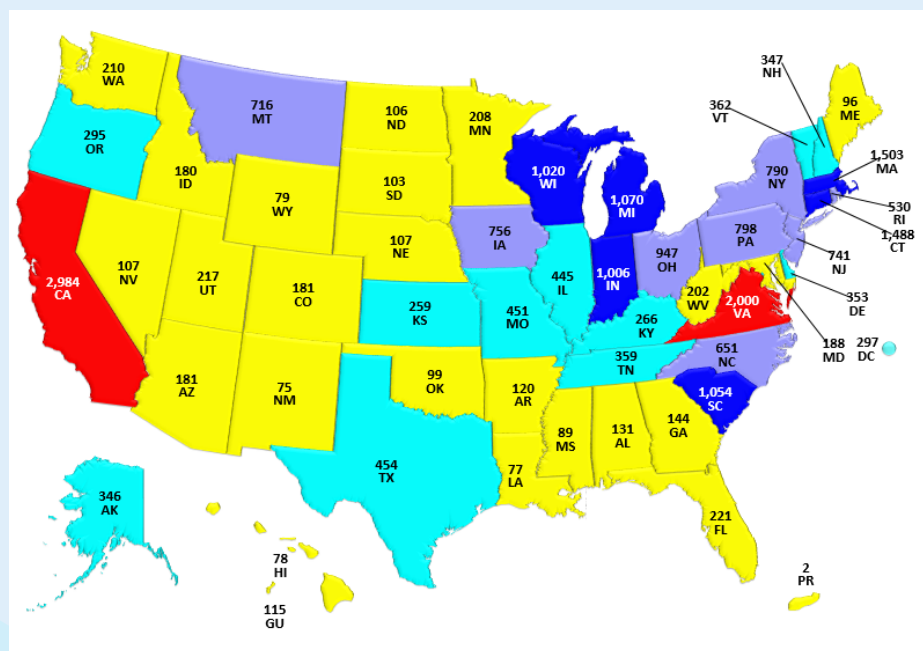 210
WA
295
OR
2,984
CA
107
NV
180
ID
716
MT
79
WY
217
UT
181
CO
181
AZ
75
NM
106
ND
103
SD
107
NE
259
KS
99
OK
454
TX
208
MN
756
IA
451
MO
120
AR
77
LA
1,020
WI
445
IL
1,070
MI
1,006
IN
947
OH
266
KY
359
TN
89
MS
131
AL
144
GA
221
FL
1,054
SC
651
NC
2,000
VA
202
WV
798
PA
790
NY
362
VT
347
NH
96
ME
1,503
MA
530
RI
1,488
CT
741
NJ
353
DE
188
MD
297
DC
346
AK
78
HI
115
GU
2
PR